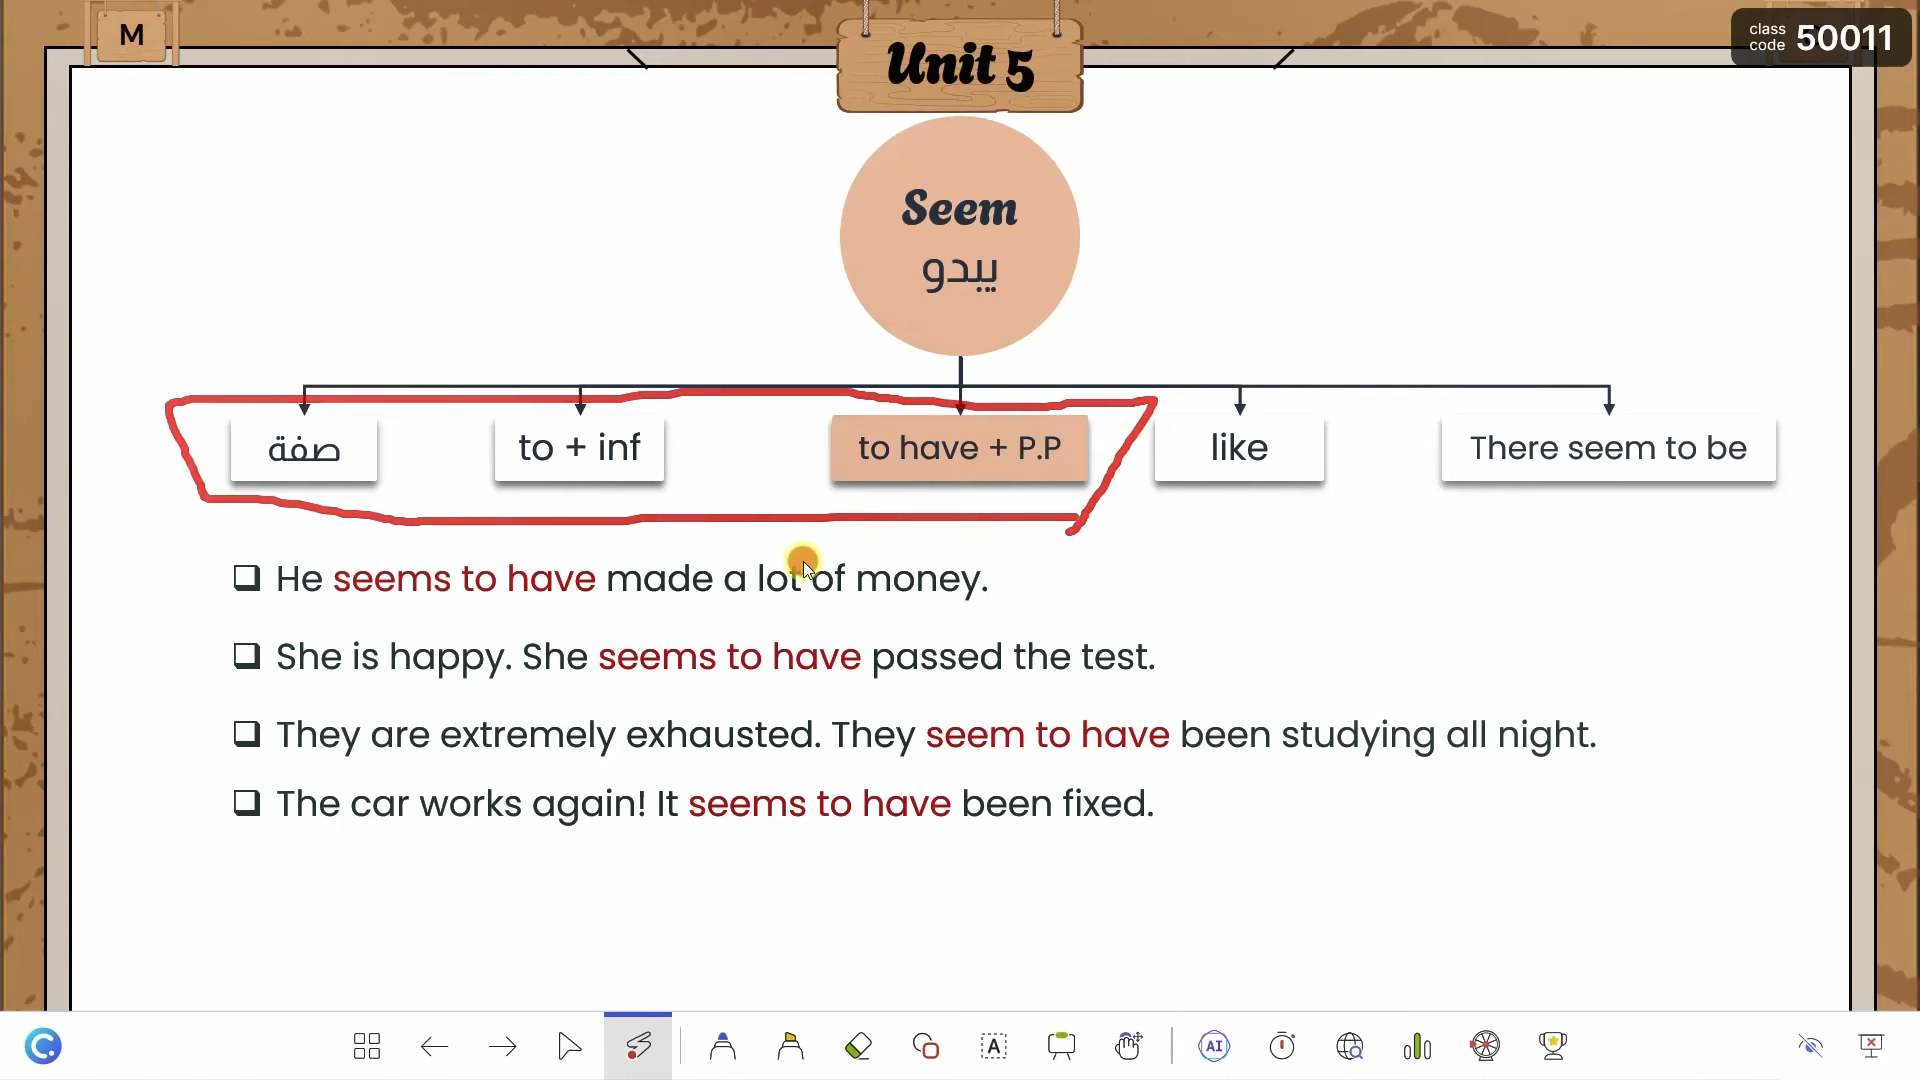 M
Unit 5
class code 50011
Seem
يبدو
صفة
to + inf
to have + P.P
like
There seem to be
He seems to have made a lot of money.
She is happy. She seems to have passed the test.
They are extremely exhausted. They seem to have been studying all night.
The car works again! It seems to have been fixed.
A
AI